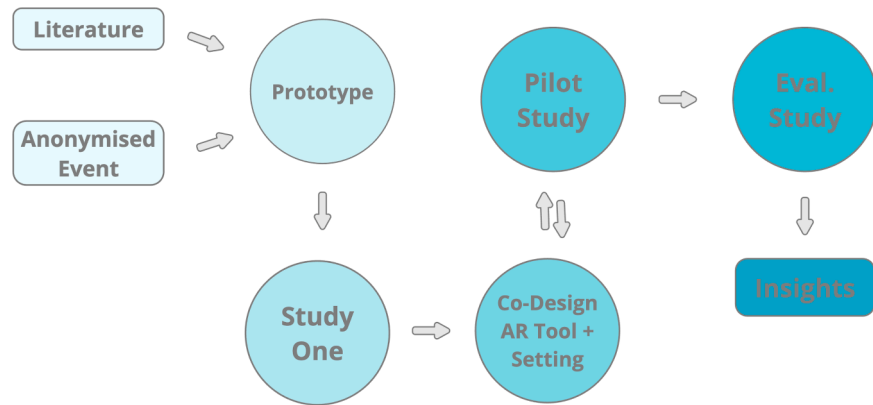 Literature
Anonymised
Event
Prototype
Study
One
Co-Design
AR Tool +
Setting
Pilot
Study
Eval.
Study
Insights